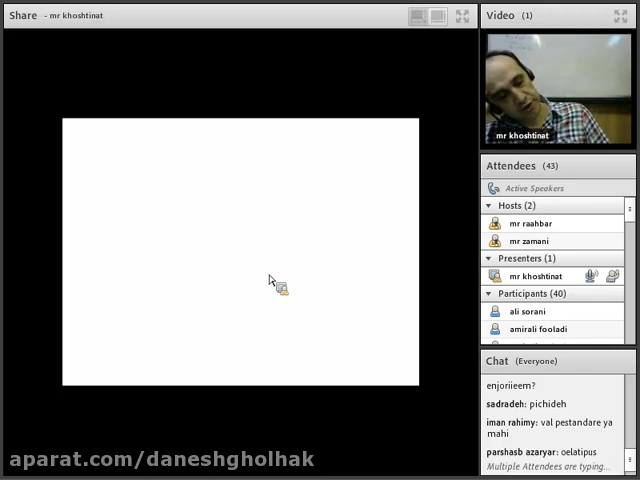 Share - mr khoshtinat
Video (1)
mr khoshtinat
Attendees (43)
Active Speakers
Hosts (2)
mr raahbar
mr zamani
Presenters (1)
mr khoshtinat
Participants (40)
ali sorani
amirali fooladi
Chat (Everyone)
enjoriieem?
sadradeh: pichideh
iman rahimy: val pestandare ya
mahi
parshasb azaryar: oelatipus
Multiple Attendees are typing...
aparat.com/daneshgholhak